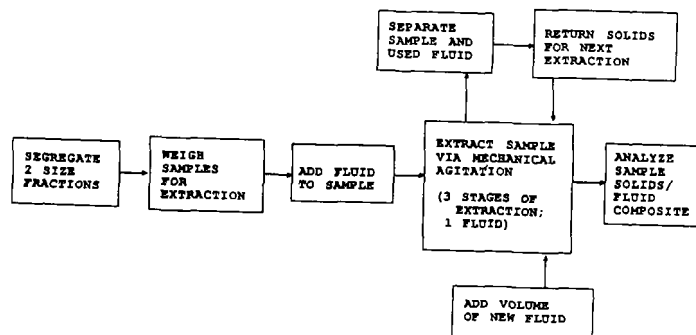 SEPARATE
SAMPLE AND
USED FLUID
RETURN SOLIDS
FOR NEXT
EXTRACTION
SEGREGATE
2 SIZE
FRACTIONS
WEIGH
SAMPLES
FOR
EXTRACTION
ADD FLUID
TO SAMPLE
EXTRACT SAMPLE
VIA MECHANICAL
AGITATION
(3 STAGES OF
EXTRACTION;
1 FLUID)
ANALYZE
SAMPLE
SOLIDS/
FLUID
COMPOSITE
ADD VOLUME
OF NEW FLUID